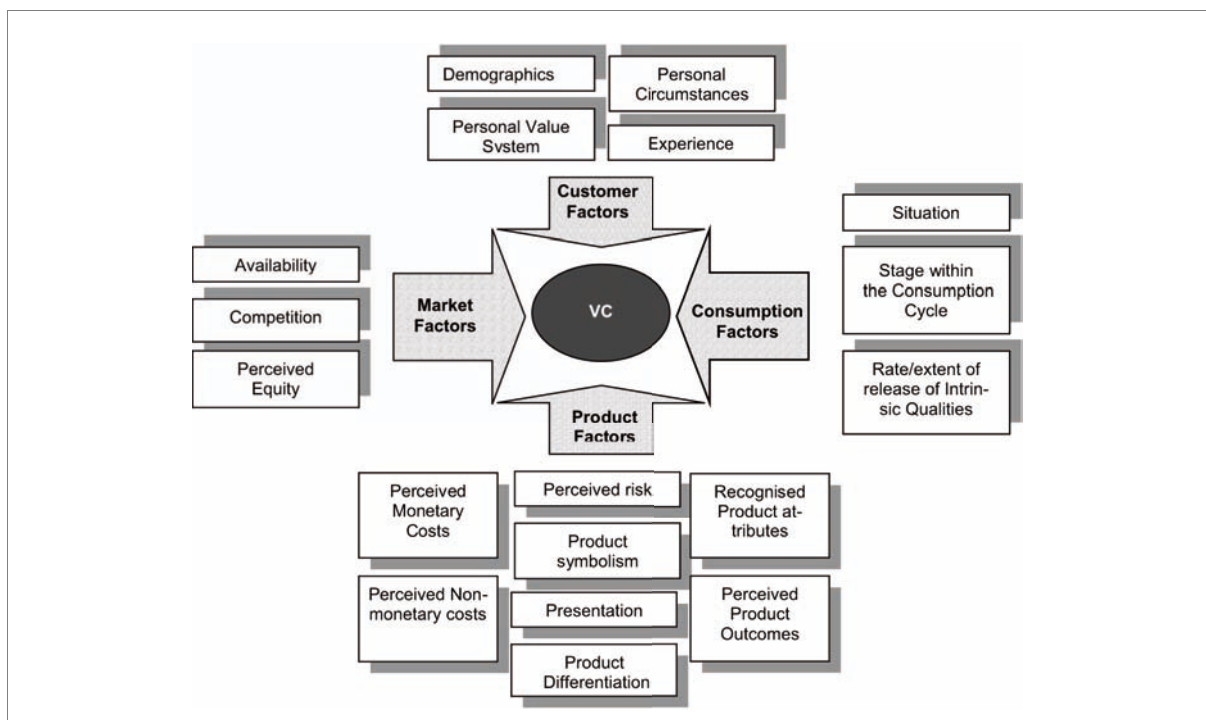 Demographics
Personal
Circumstances
Personal Value
System
Experience
Customer
Factors
Situation
Availability
Stage within
the Consumption
Cycle
Market
Factors
VC
Consumption
Factors
Competition
Perceived
Equity
Rate/extent of
release of Intrin-
sic Qualities
Product
Factors
Perceived
Monetary
Costs
Perceived risk
Recognised
Product at-
tributes
Product
symbolism
Perceived Non-
monetary costs
Presentation
Perceived
Product
Outcomes
Product
Differentiation